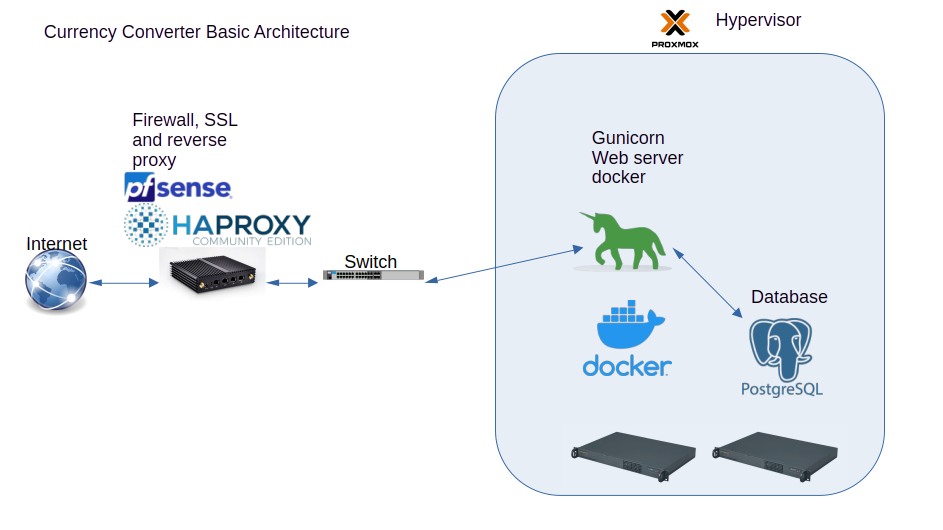 Currency Converter Basic Architecture
PROXMOX
Hypervisor
Firewall, SSL
and reverse
proxy
pfsense
HAPROXY
COMMUNITY EDITION
Internet
Switch
Gunicorn
Web server
docker
docker
Database
PostgreSQL